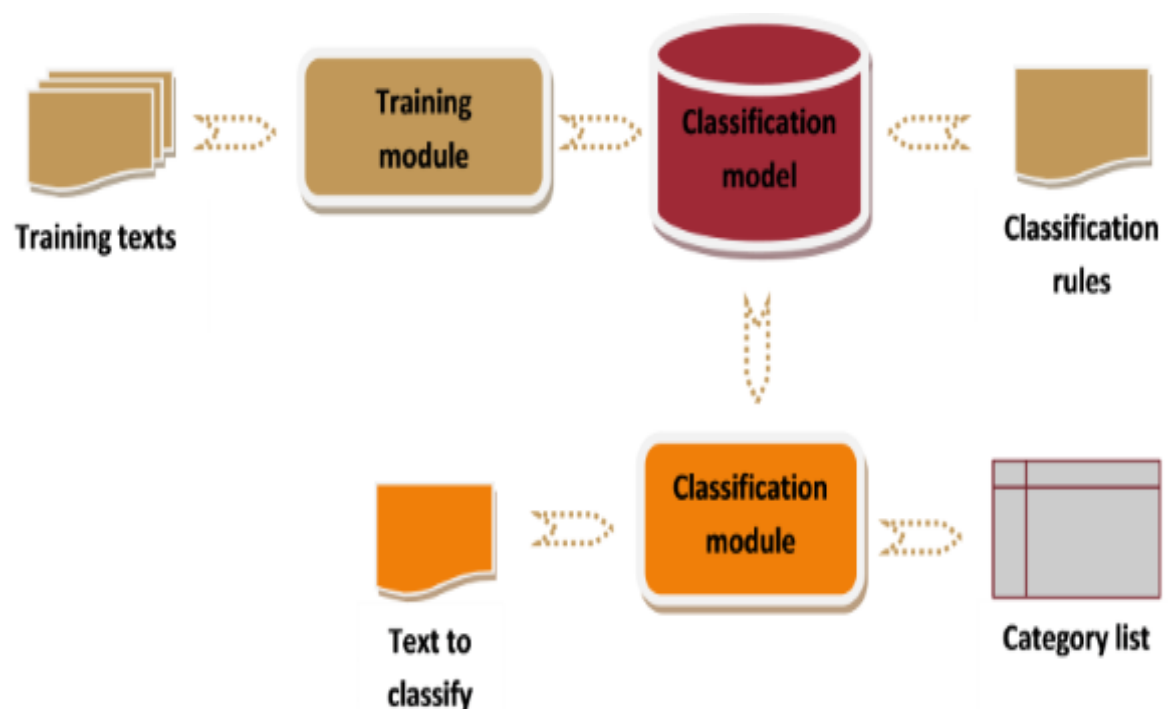 Training
module
Classification
model
Training texts
Classification
rules
Classification
module
Text to
classify
Category list